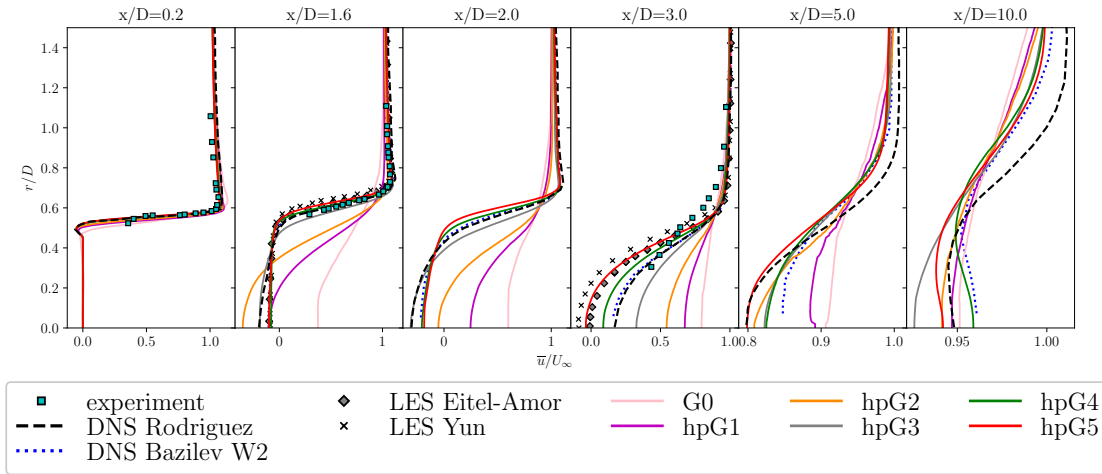 x/D=0.2 x/D=1.6 x/D=2.0 x/D=3.0 x/D=5.0 x/D=10.0
1.4
1.2
1.0
0.8
0.6
0.4
0.2
0.0
r/D
0.0 0.5 1.0 0 1 0 1 0.0 0.5 1.00 0.8 0.9 1.0 0.95 1.00
u̅/U∞
experiment LES Eitel-Amor G0 hpG2 hpG4
DNS Rodriguez LES Yun hpG1 hpG3 hpG5
DNS Bazilev W2